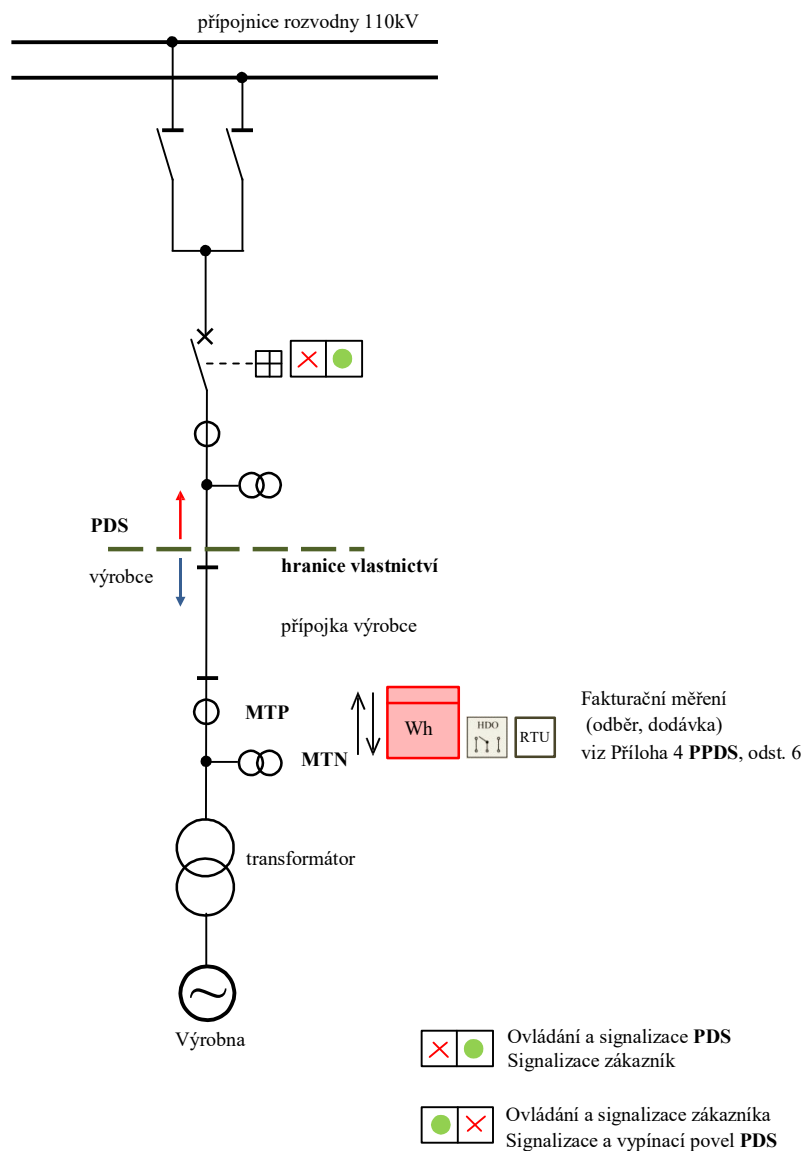 přípojnice rozvodny 110kV
PDS
výrobce
hranice vlastnictví
přípojka výrobce
MTP
MTN
Wh
HDO
RTU
Fakturační měření
(odběr, dodávka)
viz Příloha 4 PPDS, odst. 6
transformátor
Výrobna
Ovládání a signalizace PDS
Signalizace zákazník
Ovládání a signalizace zákazníka
Signalizace a vypínací povel PDS